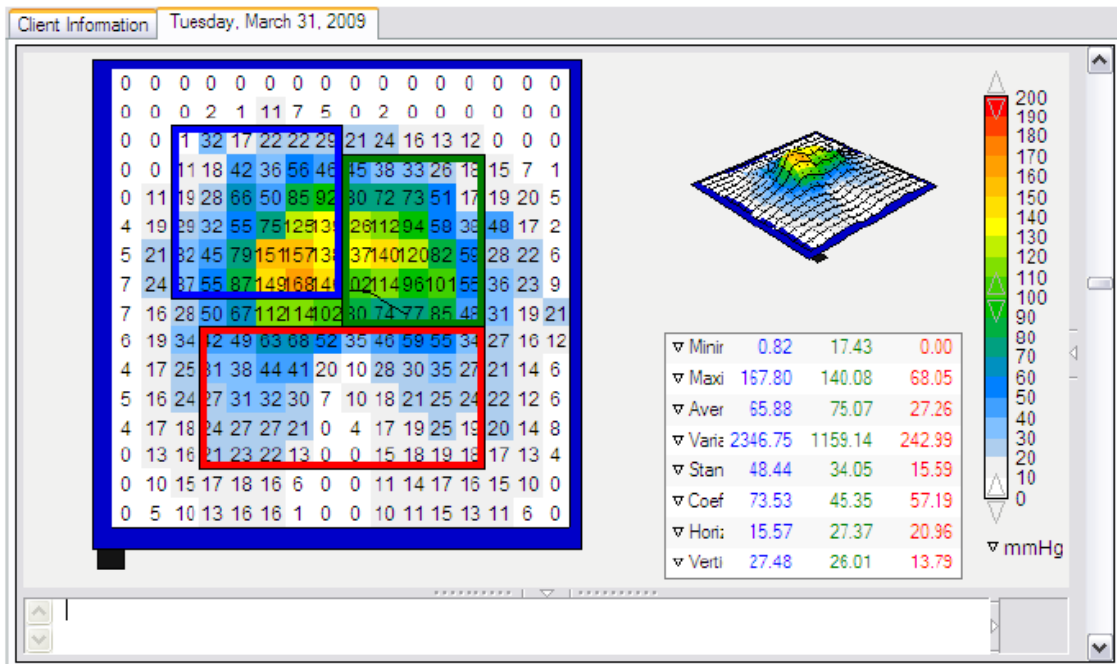 Client Information Tuesday, March 31, 2009
0 0 0 0 0 0 0 0 0 0 0 0 0 0 0 0
0 0 0 2 1 11 7 5 0 2 0 0 0 0 0 0
0 0 1 32 17 22 22 29 21 24 16 13 12 0 0 0
0 0 11 18 42 36 56 46 45 38 33 26 18 15 7 1
0 11 19 28 66 50 85 92 80 72 73 51 17 19 20 5
4 19 29 32 55 75 125 139 126 112 94 58 39 48 17 2
5 21 32 45 79 151 157 138 137 140 120 82 59 28 22 6
7 24 37 55 87 149 168 102 114 96 101 55 36 23 9
7 16 28 50 67 112 114 102 80 74 77 85 48 31 19 21
6 19 34 42 49 63 68 52 35 46 59 55 34 27 16 12
4 17 25 31 38 44 41 20 10 28 30 35 27 21 14 6
5 16 24 27 31 32 30 7 10 18 21 25 24 22 12 6
4 17 18 24 27 27 21 0 4 17 19 25 19 20 14 8
0 13 16 21 23 22 13 0 0 15 18 19 18 17 13 4
0 10 15 17 18 16 6 0 0 11 14 17 16 15 10 0
0 5 10 13 16 16 1 0 0 10 11 15 13 11 6 0
Minir 0.82 17.43 0.00
Maxi 167.80 140.08 68.05
Aver 65.88 75.07 27.26
Varia 2346.75 1159.14 242.99
Stan 48.44 34.05 15.59
Coef 73.53 45.35 57.19
Horiz 15.57 27.37 20.96
Verti 27.48 26.01 13.79
200
190
180
170
160
150
140
130
120
110
100
90
80
70
60
50
40
30
20
10
0
mmHg